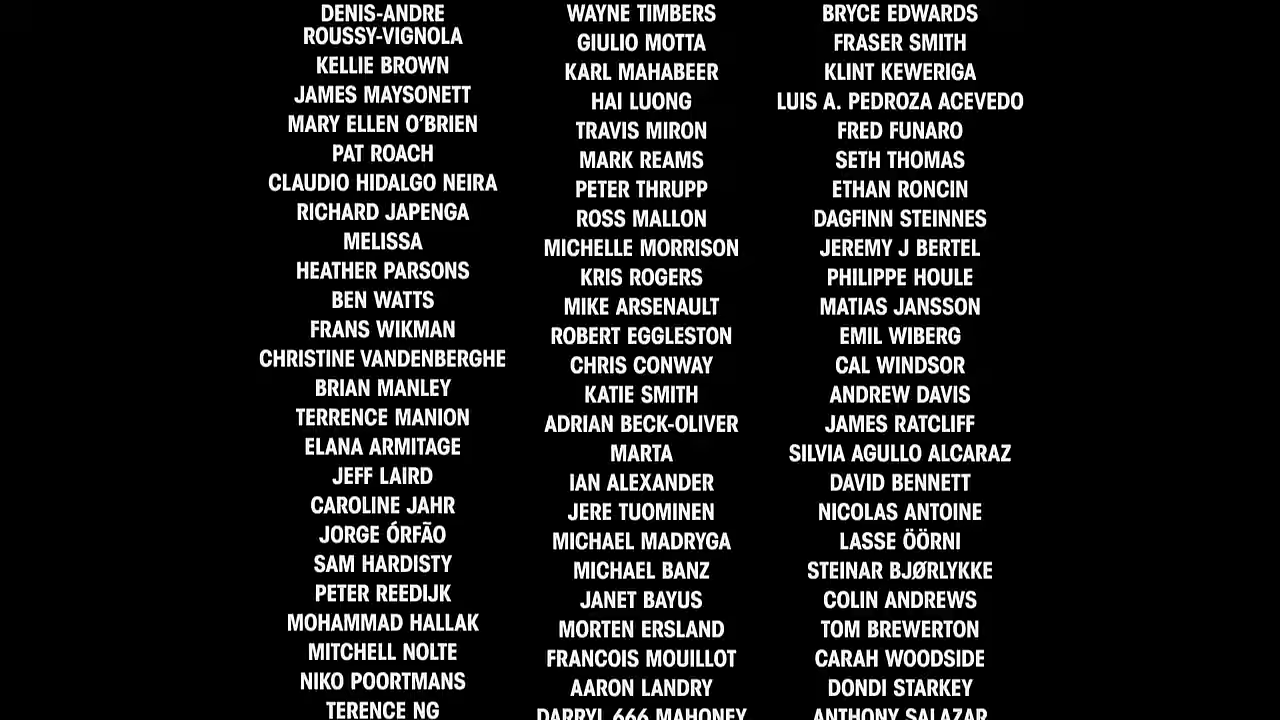 DENIS-ANDRE
ROUSSY-VIGNOLA
KELLIE BROWN
JAMES MAYSONETT
MARY ELLEN O'BRIEN
PAT ROACH
CLAUDIO HIDALGO NEIRA
RICHARD JAPENGA
MELISSA
HEATHER PARSONS
BEN WATTS
FRANS WIKMAN
CHRISTINE VANDENBERGHE
BRIAN MANLEY
TERRENCE MANION
ELANA ARMITAGE
JEFF LAIRD
CAROLINE JAHR
JORGE ÓRFÃO
SAM HARDISTY
PETER REEDIJK
MOHAMMAD HALLAK
MITCHELL NOLTE
NIKO POORTMANS
TERENCE NG
WAYNE TIMBERS
GIULIO MOTTA
KARL MAHABEER
HAI LUONG
TRAVIS MIRON
MARK REAMS
PETER THRUPP
ROSS MALLON
MICHELLE MORRISON
KRIS ROGERS
MIKE ARSENAULT
ROBERT EGGLESTON
CHRIS CONWAY
KATIE SMITH
ADRIAN BECK-OLIVER
MARTA
IAN ALEXANDER
JERE TUOMINEN
MICHAEL MADRYGA
MICHAEL BANZ
JANET BAYUS
MORTEN ERSLAND
FRANCOIS MOUILLOT
AARON LANDRY
DARRYL 666 MAHONEY
BRYCE EDWARDS
FRASER SMITH
KLINT KEWERIGA
LUIS A. PEDROZA ACEVEDO
FRED FUNARO
SETH THOMAS
ETHAN RONCIN
DAGFINN STEINNES
JEREMY J BERTEL
PHILIPPE HOULE
MATIAS JANSSON
EMIL WIBERG
CAL WINDSOR
ANDREW DAVIS
JAMES RATCLIFF
SILVIA AGULLO ALCARAZ
DAVID BENNETT
NICOLAS ANTOINE
LASSE ÖÖRNI
STEINAR BJØRLYKKE
COLIN ANDREWS
TOM BREWERTON
CARAH WOODSIDE
DONDI STARKEY
ANTHONY SALAZAR